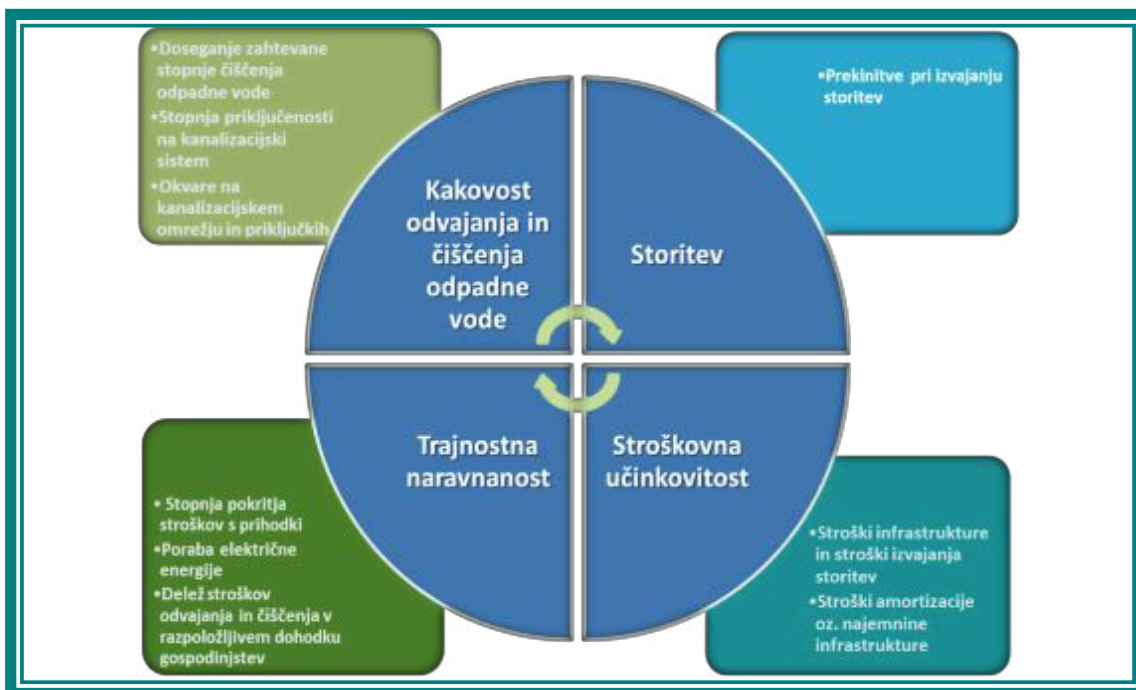 •Doseganje zahtevane
stopnje čiščenja
odpadne vode
•Stopnja priključenosti
na kanalizacijski
sistem
•Okvare na
kanalizacijskem
omrežju in priključkih
•Prekinitve pri izvajanju
storitev
Kakovost
odvajanja in
čiščenja
odpadne
vode
Storitev
Trajnostna
naravnanost
Stroškovna
učinkovitost
• Stopnja pokritja
stroškov s prihodki
•Poraba električne
energije
•Delež stroškov
odvajanja in čiščenja v
razpoložljivem dohodku
gospodinjstev
•Stroški infrastrukture
in stroški izvajanja
storitev
•Stroški amortizacije
oz. najemnine
infrastrukture